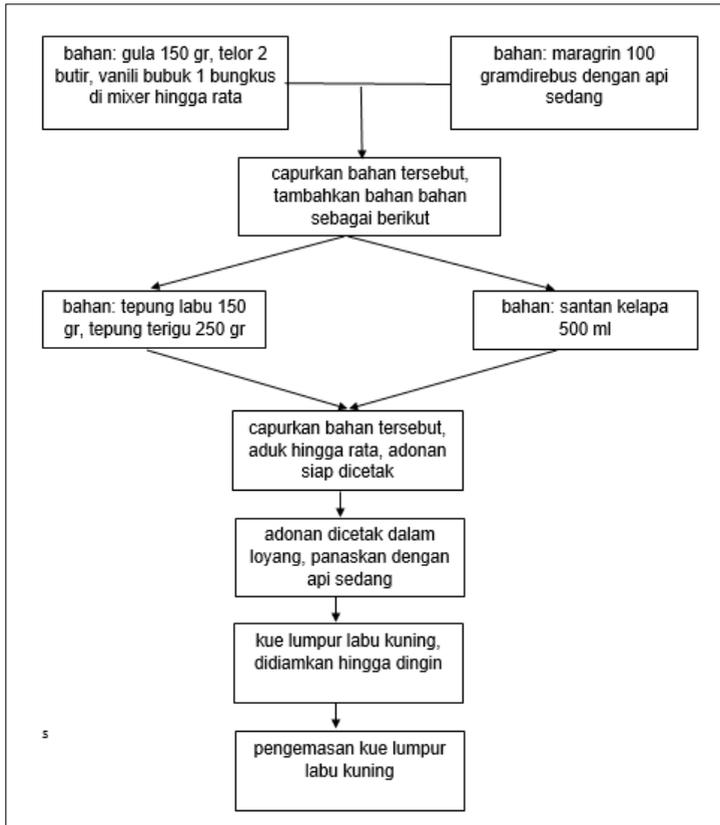 bahan: gula 150 gr, telor 2
butir, vanili bubuk 1 bungkus
di mixer hingga rata
bahan: maragrin 100
gramdirebus dengan api
sedang
capurkan bahan tersebut,
tambahkan bahan bahan
sebagai berikut
bahan: tepung labu 150
gr, tepung terigu 250 gr
bahan: santan kelapa
500 ml
capurkan bahan tersebut,
aduk hingga rata, adonan
siap dicetak
adonan dicetak dalam
loyang, panaskan dengan
api sedang
kue lumpur labu kuning,
didiamkan hingga dingin
s
pengemasan kue lumpur
labu kuning